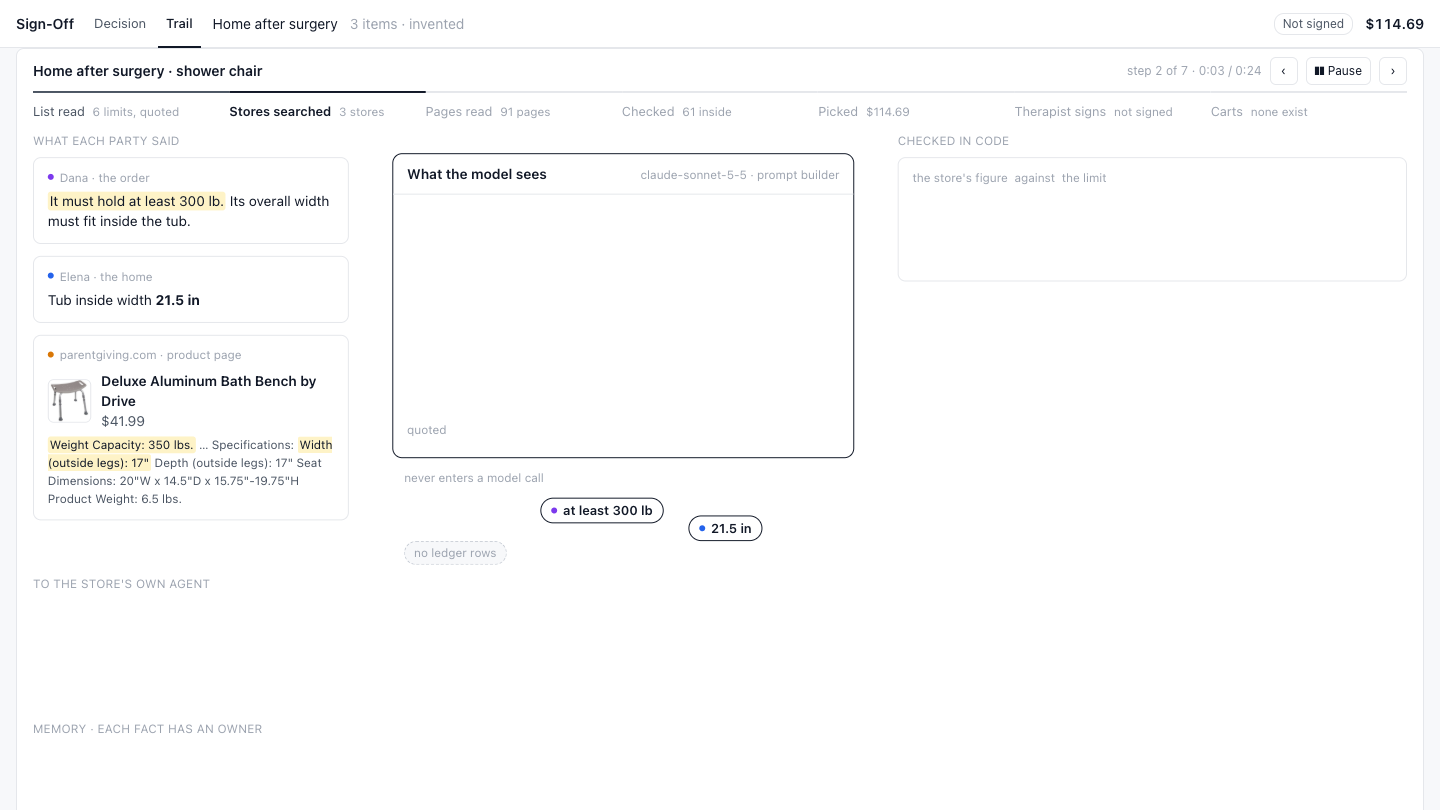 Sign-Off Decision Trail Home after surgery 3 items · invented Not signed $114.69
Home after surgery · shower chair
step 2 of 7 · 0:03 / 0:24 ‹ Pause ›
List read 6 limits, quoted
Stores searched 3 stores
Pages read 91 pages
Checked 61 inside
Picked $114.69
Therapist signs not signed
Carts none exist
WHAT EACH PARTY SAID
Dana · the order
It must hold at least 300 lb. Its overall width
must fit inside the tub.
Elena · the home
Tub inside width 21.5 in
parentgiving.com · product page
Deluxe Aluminum Bath Bench by
Drive
$41.99
Weight Capacity: 350 lbs. ... Specifications: Width
(outside legs): 17" Depth (outside legs): 17" Seat
Dimensions: 20"W x 14.5"D x 15.75"-19.75"H
Product Weight: 6.5 lbs.
What the model sees claude-sonnet-5-5 · prompt builder
quoted
never enters a model call
at least 300 lb
21.5 in
no ledger rows
CHECKED IN CODE
the store's figure against the limit
TO THE STORE'S OWN AGENT
MEMORY · EACH FACT HAS AN OWNER